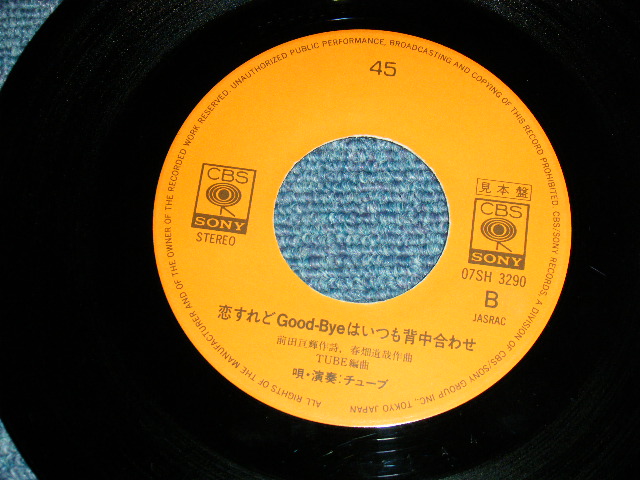 45
CBS
SONY
STEREO
見本盤
CBS
SONY
07SH 3290
B
JASRAC
恋すれどGood-Byeはいつも背中合わせ
前田亘輝作詩, 春畑道哉作曲
TUBE編曲
唄・演奏:チューブ
ALL RIGHTS OF THE MANUFACTURER AND OF THE OWNER OF THE RECORDED WORK RESERVED. UNAUTHORIZED PUBLIC PERFORMANCE, BROADCASTING AND COPYING OF THIS RECORD PROHIBITED. CBS/SONY RECORDS, A DIVISION OF CBS/SONY GROUP INC., TOKYO JAPAN